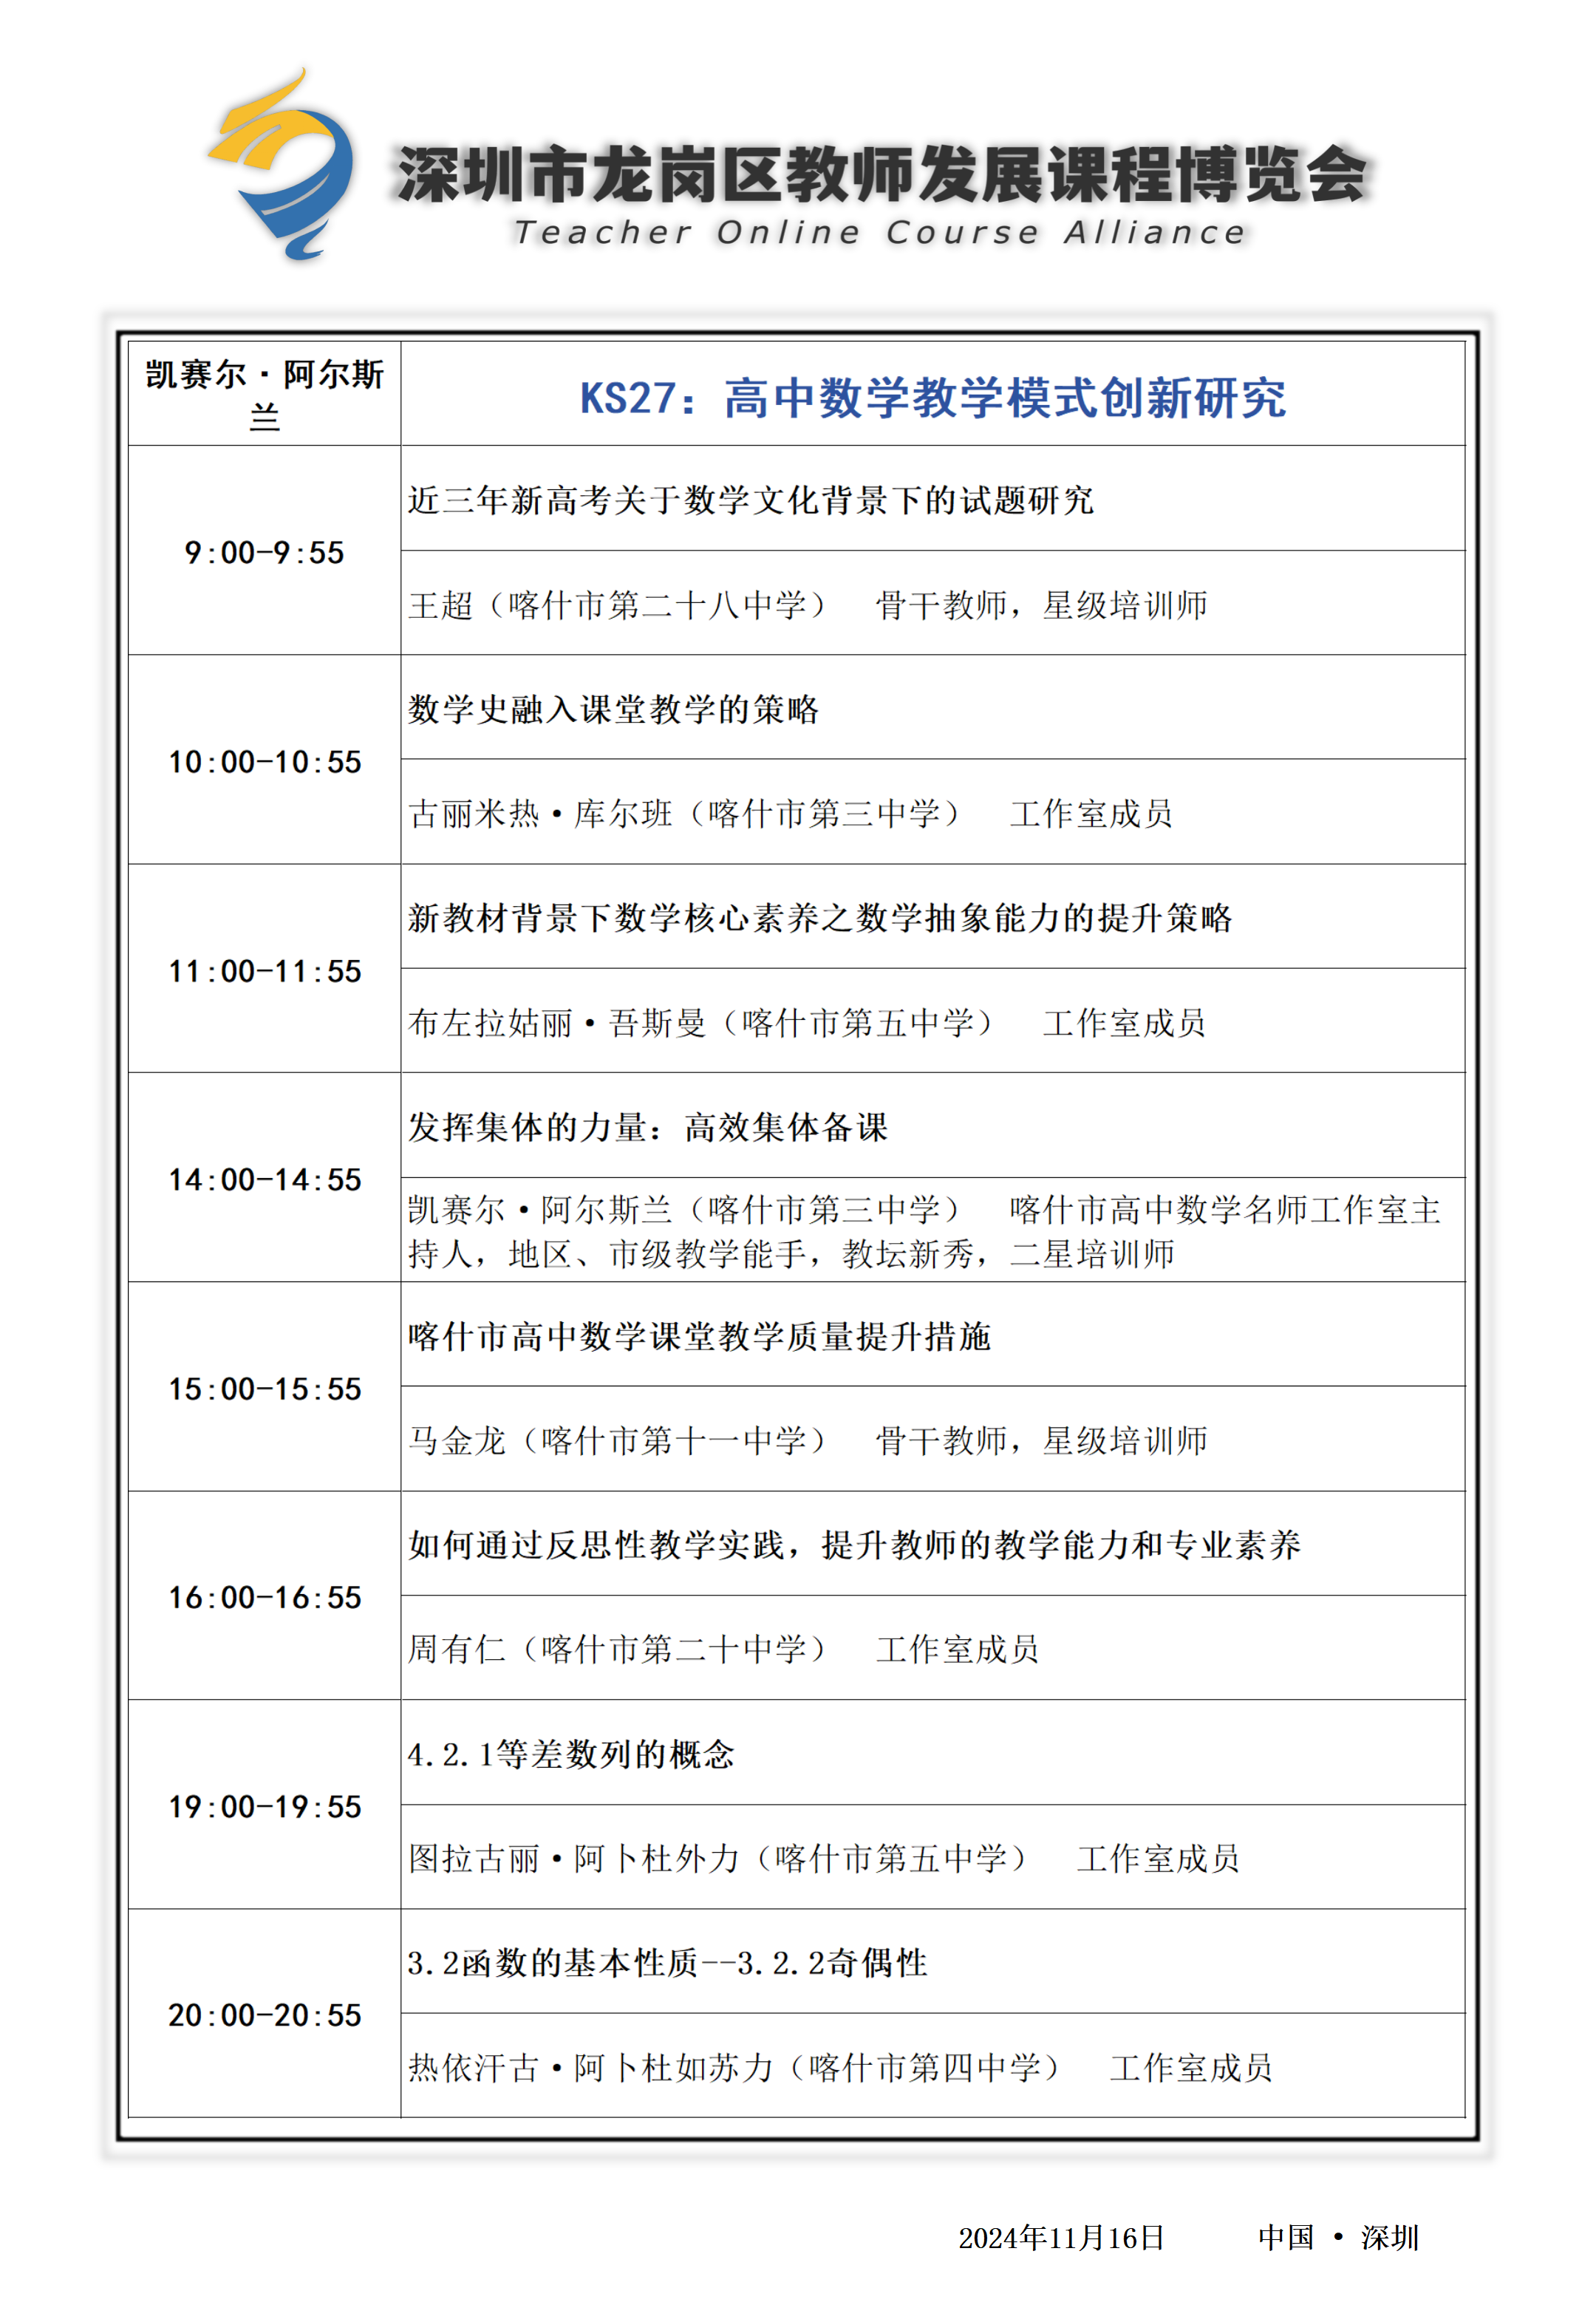 深圳市龙岗区教师发展课程博览会
Teacher Online Course Alliance
凯赛尔·阿尔斯
兰
KS27：高中数学教学模式创新研究
9:00-9:55
近三年新高考关于数学文化背景下的试题研究
王超（喀什市第二十八中学） 骨干教师，星级培训师
10:00-10:55
数学史融入课堂教学的策略
古丽米热·库尔班（喀什市第三中学） 工作室成员
11:00-11:55
新教材背景下数学核心素养之数学抽象能力的提升策略
布左拉姑丽·吾斯曼（喀什市第五中学） 工作室成员
14:00-14:55
发挥集体的力量：高效集体备课
凯赛尔·阿尔斯兰（喀什市第三中学） 喀什市高中数学名师工作室主
持人，地区、市级教学能手，教坛新秀，二星培训师
15:00-15:55
喀什市高中数学课堂教学质量提升措施
马金龙（喀什市第十一中学） 骨干教师，星级培训师
16:00-16:55
如何通过反思性教学实践，提升教师的教学能力和专业素养
周有仁（喀什市第二十中学） 工作室成员
19:00-19:55
4.2.1等差数列的概念
图拉古丽·阿卜杜外力（喀什市第五中学） 工作室成员
20:00-20:55
3.2函数的基本性质--3.2.2奇偶性
热依汗古·阿卜杜如苏力（喀什市第四中学） 工作室成员
2024年11月16日 中国 · 深圳